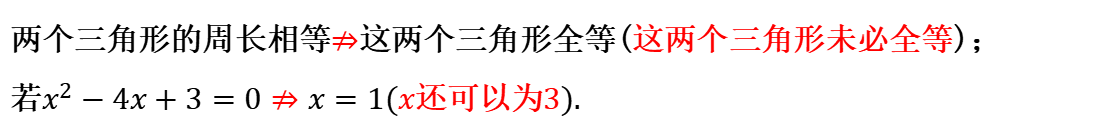 两个三角形的周长相等⇏这两个三角形全等(这两个三角形未必全等)；
若x² − 4x + 3 = 0 ⇏ x = 1(x还可以为3).